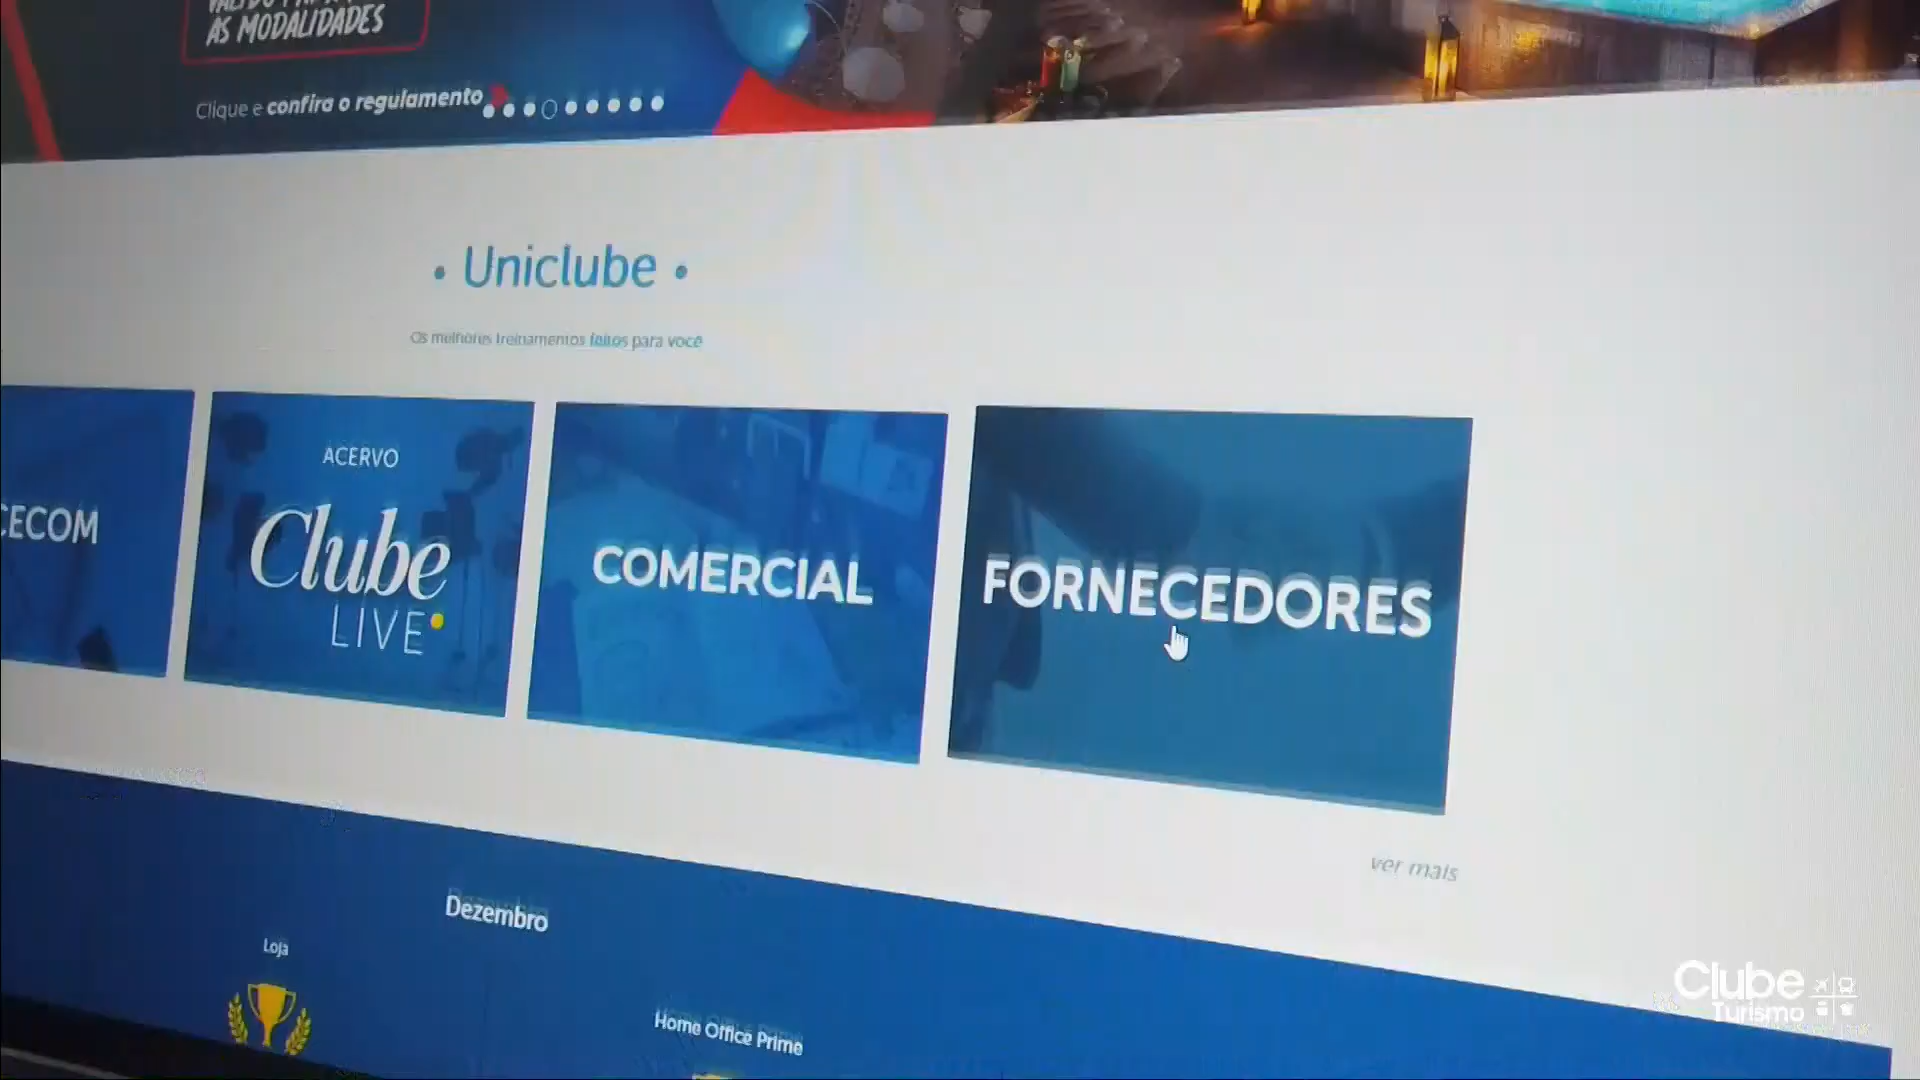 AS MODALIDADES
Clique e confira o regulamento
• Uniclube •
Os melhores treinamentos feitos para você
CECOM
ACERVO
Clube
LIVE
COMERCIAL
FORNECEDORES
ver mais
Dezembro
Loja
Home Office Prime
Clube
Turismo